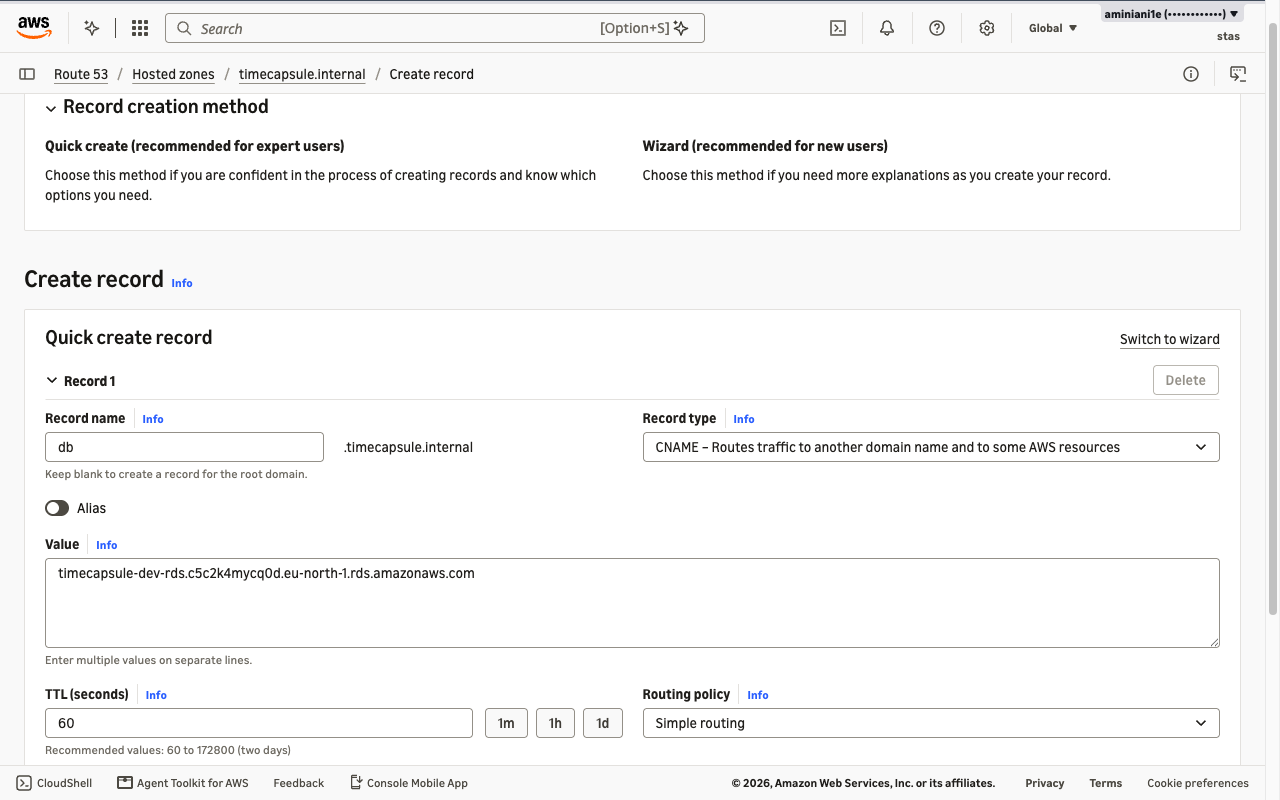 aws
Search [Option+S]
Global
aminiani1e (••••••••••••)
stas
Route 53 / Hosted zones / timecapsule.internal / Create record
Record creation method
Quick create (recommended for expert users)
Choose this method if you are confident in the process of creating records and know which
options you need.
Wizard (recommended for new users)
Choose this method if you need more explanations as you create your record.
Create record Info
Quick create record
Switch to wizard
Record 1
Delete
Record name Info
db .timecapsule.internal
Keep blank to create a record for the root domain.
Record type Info
CNAME – Routes traffic to another domain name and to some AWS resources
Alias
Value Info
timecapsule-dev-rds.c5c2k4mycq0d.eu-north-1.rds.amazonaws.com
Enter multiple values on separate lines.
TTL (seconds) Info
60 1m 1h 1d
Recommended values: 60 to 172800 (two days)
Routing policy Info
Simple routing
CloudShell Agent Toolkit for AWS Feedback Console Mobile App © 2026, Amazon Web Services, Inc. or its affiliates. Privacy Terms Cookie preferences